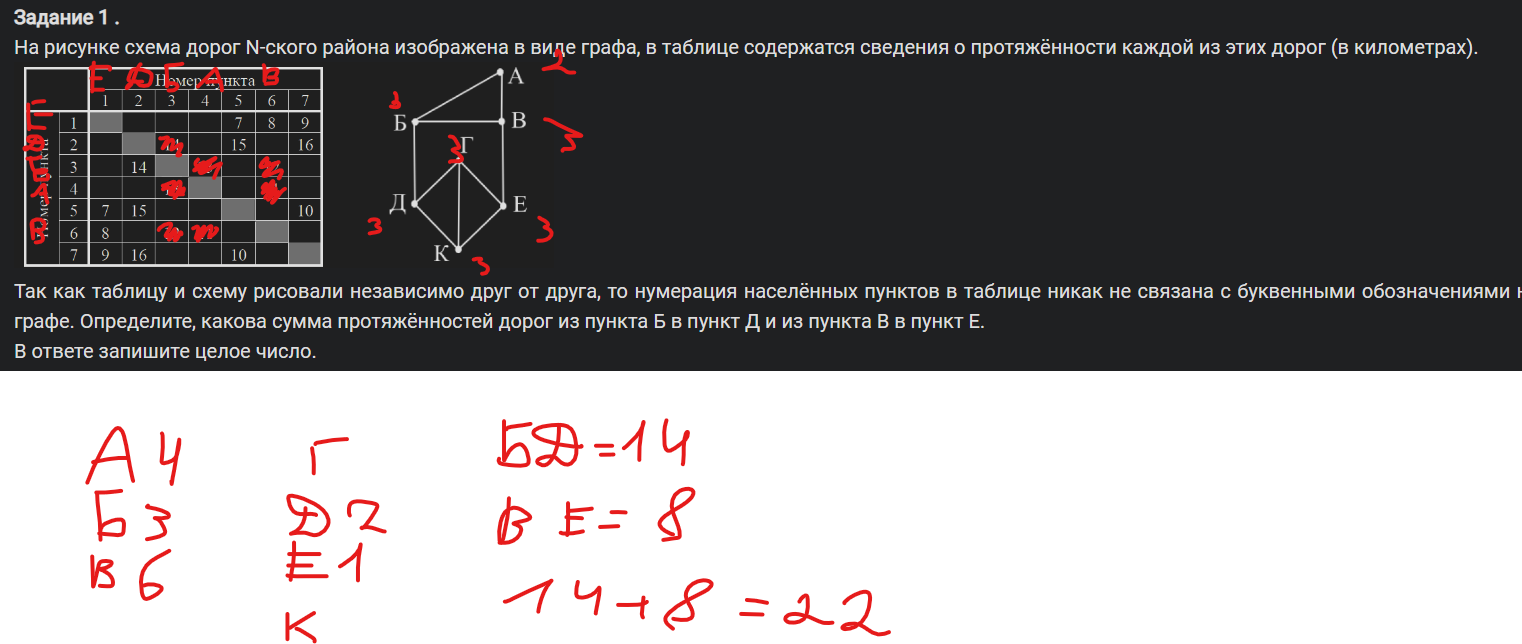 Задание 1 .
На рисунке схема дорог N-ского района изображена в виде графа, в таблице содержатся сведения о протяжённости каждой из этих дорог (в километрах).
Е Д Б А В
Номер пункта
1 2 3 4 5 6 7
1 7 8 9
2 15 16
3 14
4
5 7 15 10
6 8
7 9 16 10
А 2
Б
В 3
Г
Д 3
Е 3
К 3
Так как таблицу и схему рисовали независимо друг от друга, то нумерация населённых пунктов в таблице никак не связана с буквенными обозначениями
графе. Определите, какова сумма протяжённостей дорог из пункта Б в пункт Д и из пункта В в пункт Е.
В ответе запишите целое число.
А 4 Г БД=14
Б 3 Д 2 В Е = 8
В 6 Е 1
К 14+8=22